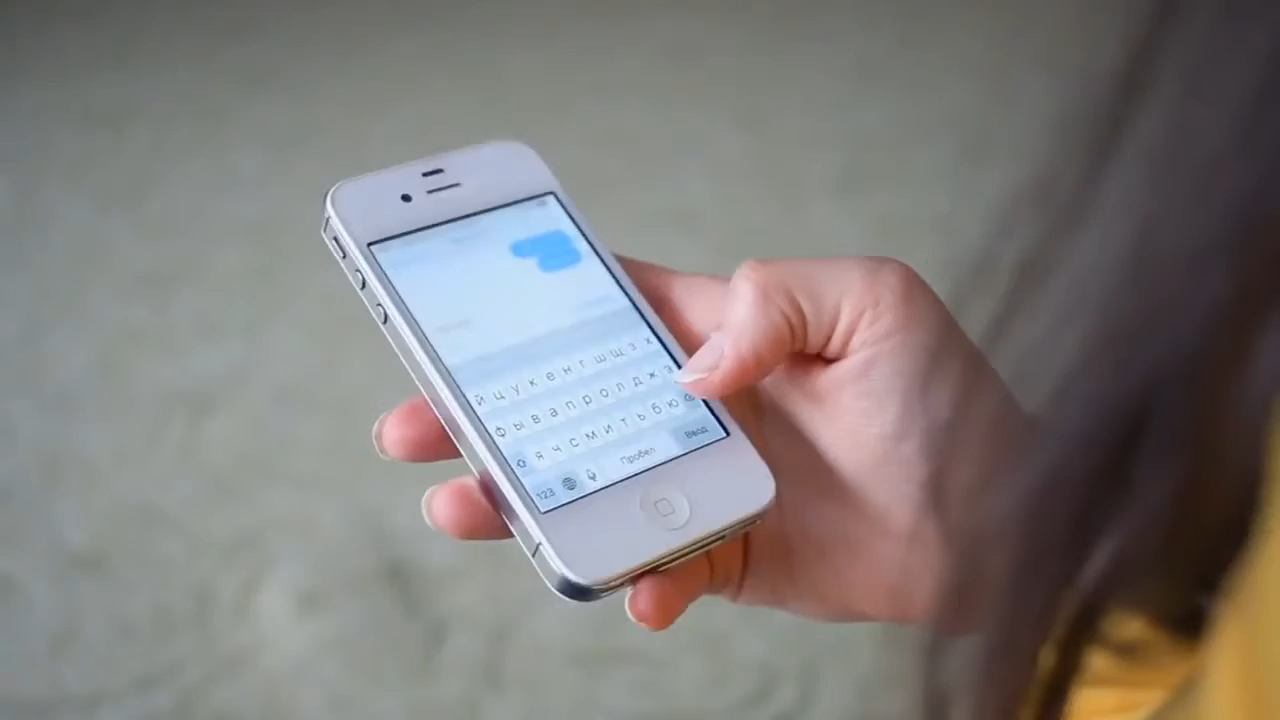 й ц у к е н г ш щ з х
ф ы в а п р о л д ж э
я ч с м и т ь б ю
123 Пробел Ввод